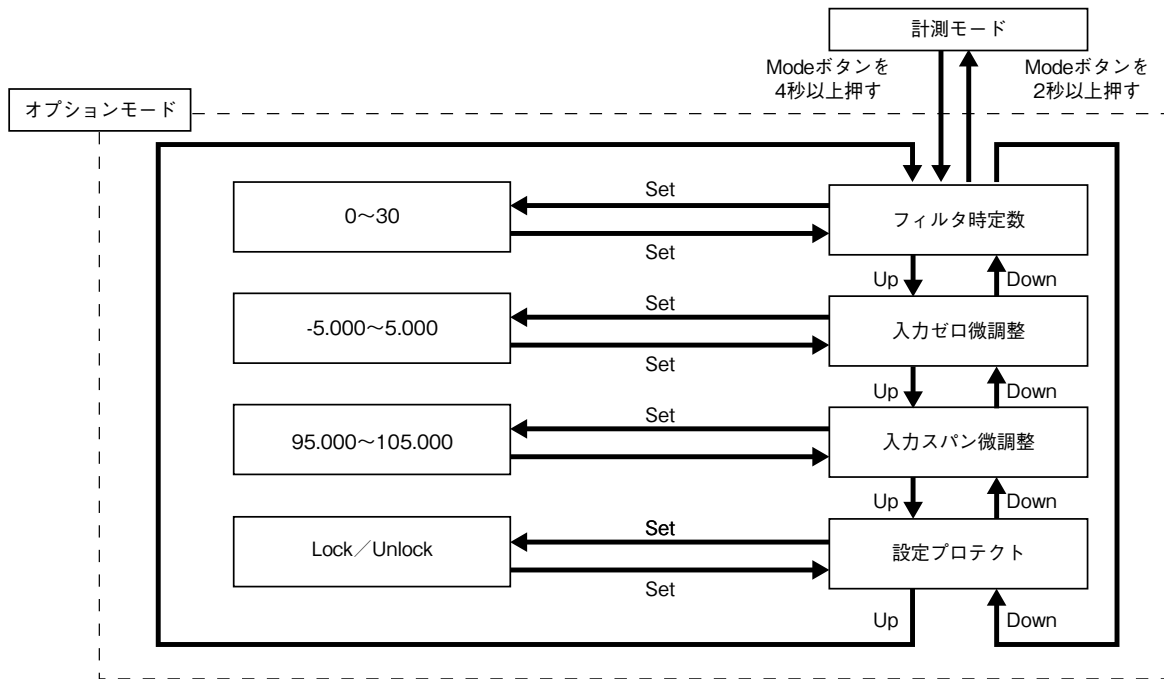 計測モード
Modeボタンを
4秒以上押す
Modeボタンを
2秒以上押す
オプションモード
0～30
Set
Set
フィルタ時定数
Up
Down
-5.000～5.000
Set
Set
入力ゼロ微調整
Up
Down
95.000～105.000
Set
Set
入力スパン微調整
Up
Down
Lock／Unlock
Set
Set
設定プロテクト
Up
Down